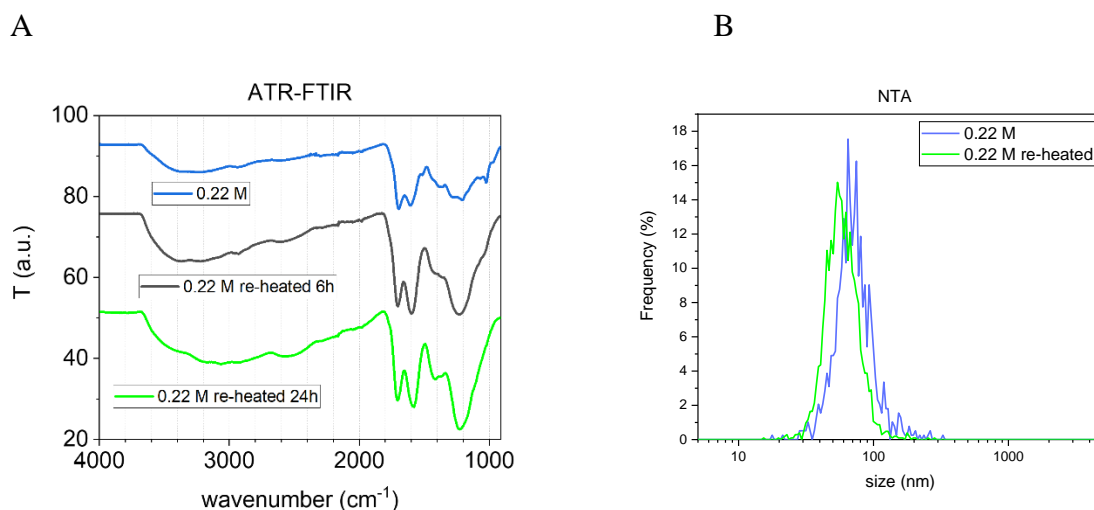 A
B
ATR-FTIR
100
80
60
40
20
T (a.u.)
0.22 M
0.22 M re-heated 6h
0.22 M re-heated 24h
4000 3000 2000 1000
wavenumber (cm⁻¹)
NTA
0.22 M
0.22 M re-heated
18
16
14
12
10
8
6
4
2
0
Frequency (%)
10 100 1000
size (nm)